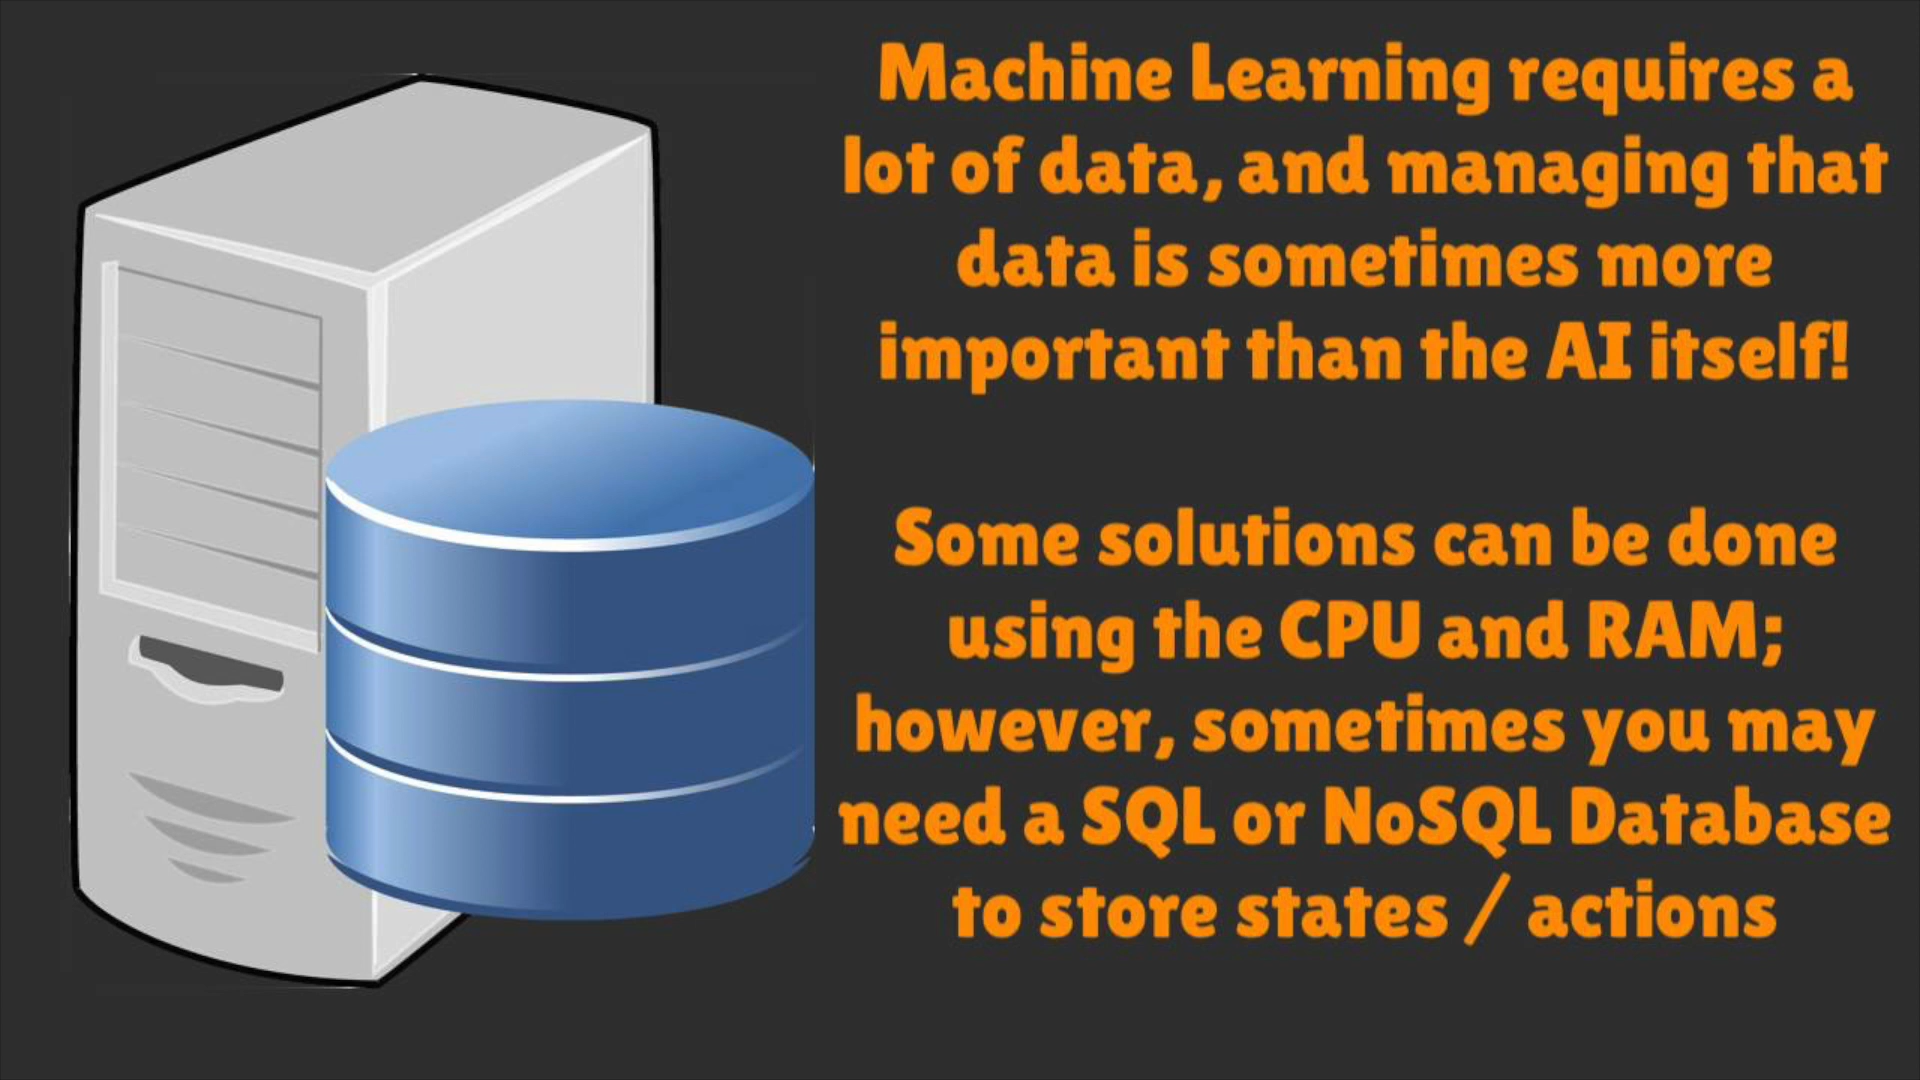 Machine Learning requires a
lot of data, and managing that
data is sometimes more
important than the AI itself!
Some solutions can be done
using the CPU and RAM;
however, sometimes you may
need a SQL or NoSQL Database
to store states / actions